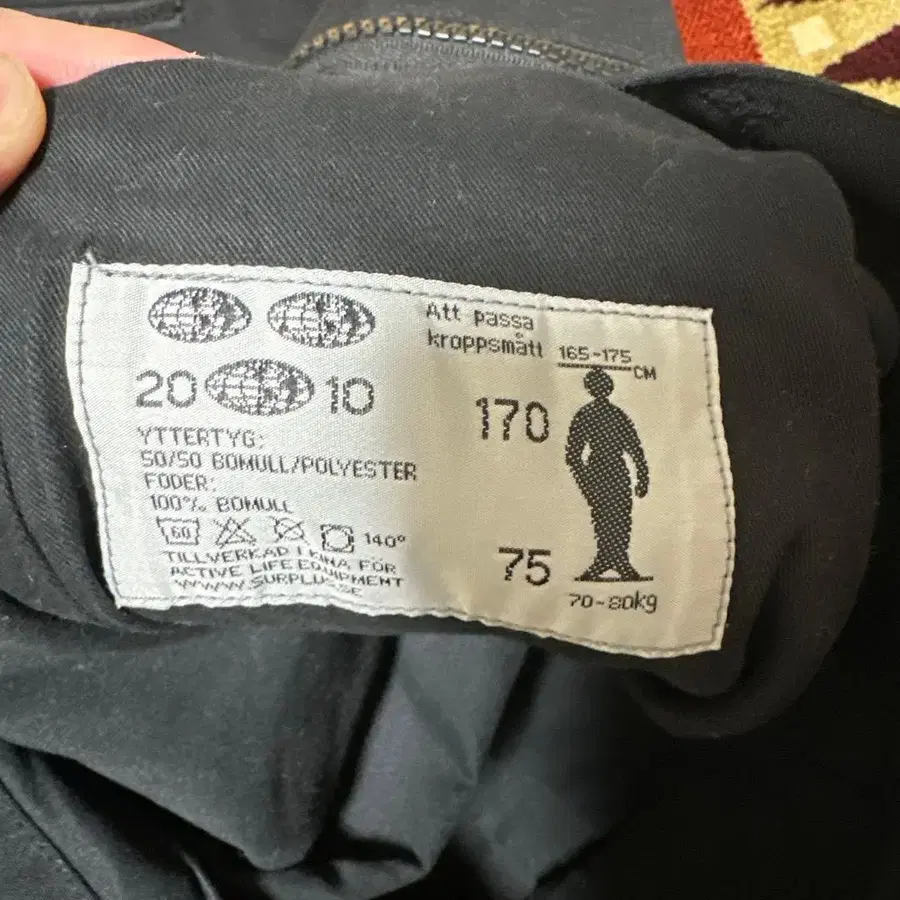 20 10
YTTERTYG:
50/50 BOMULL/POLYESTER
FODER:
100% BOMULL
60 140°
TILLVERKAD I KINA FÖR
ACTIVE LIFE EQUIPMENT
WWW.SURPLUS.SE
Att passa
kroppsmått 165-175
CM
170
75
70-80kg